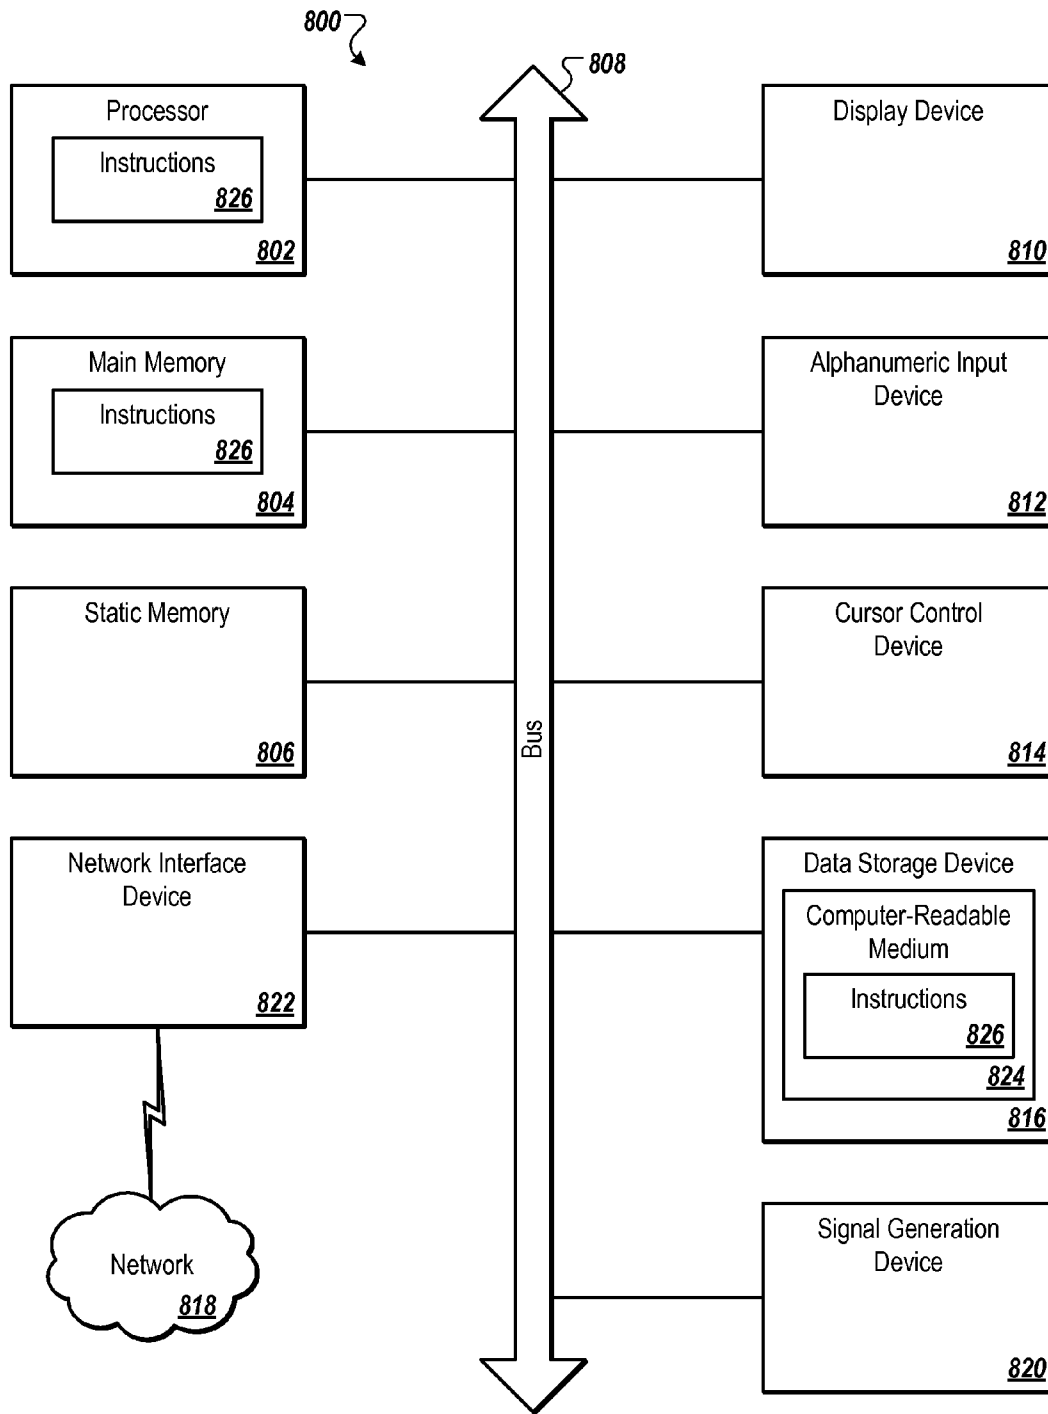 800
808
Processor
Instructions
826
802
Display Device
810
Main Memory
Instructions
826
804
Alphanumeric Input
Device
812
Static Memory
806
Cursor Control
Device
814
Bus
Network Interface
Device
822
Data Storage Device
Computer-Readable
Medium
Instructions
826
824
816
Network
818
Signal Generation
Device
820